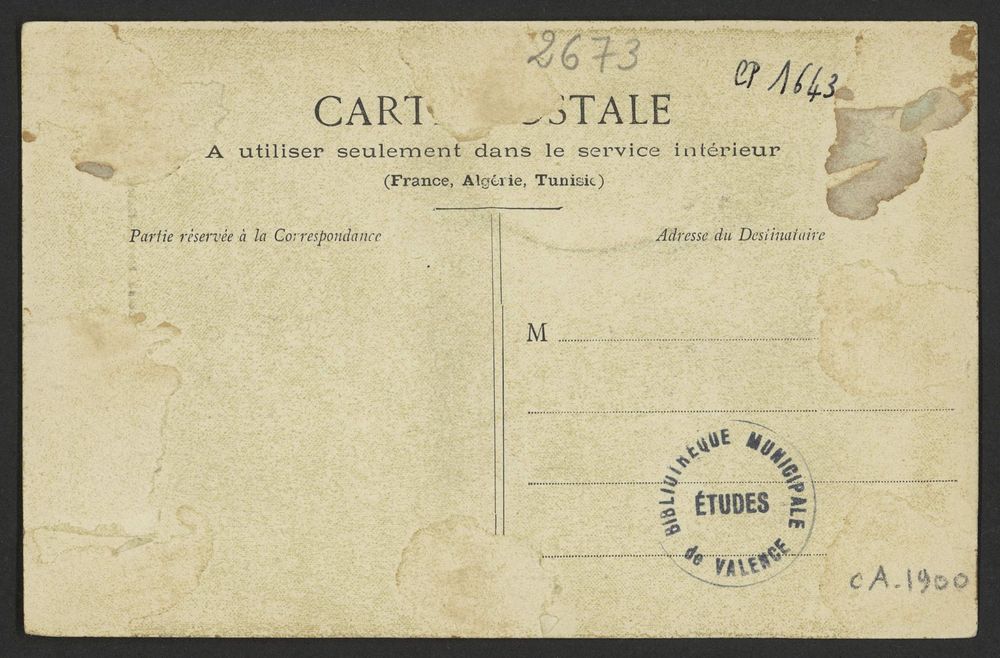 2673
CP 1643
CART STALE
A utiliser seulement dans le service intérieur
(France, Algérie, Tunisie)
Partie réservée à la Correspondance
Adresse du Destinataire
M
BIBLIOTHÈQUE MUNICIPALE
ÉTUDES
de VALENCE
CA.1900